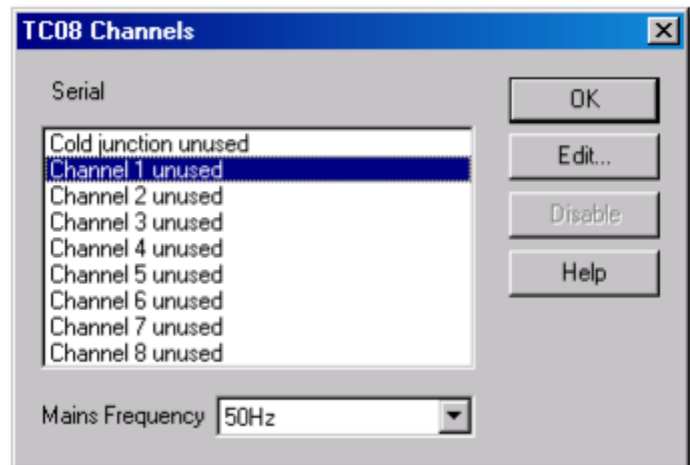 TC08 Channels
Serial
OK
Cold junction unused
Channel 1 unused
Edit...
Channel 2 unused
Channel 3 unused
Disable
Channel 4 unused
Channel 5 unused
Help
Channel 6 unused
Channel 7 unused
Channel 8 unused
Mains Frequency 50Hz